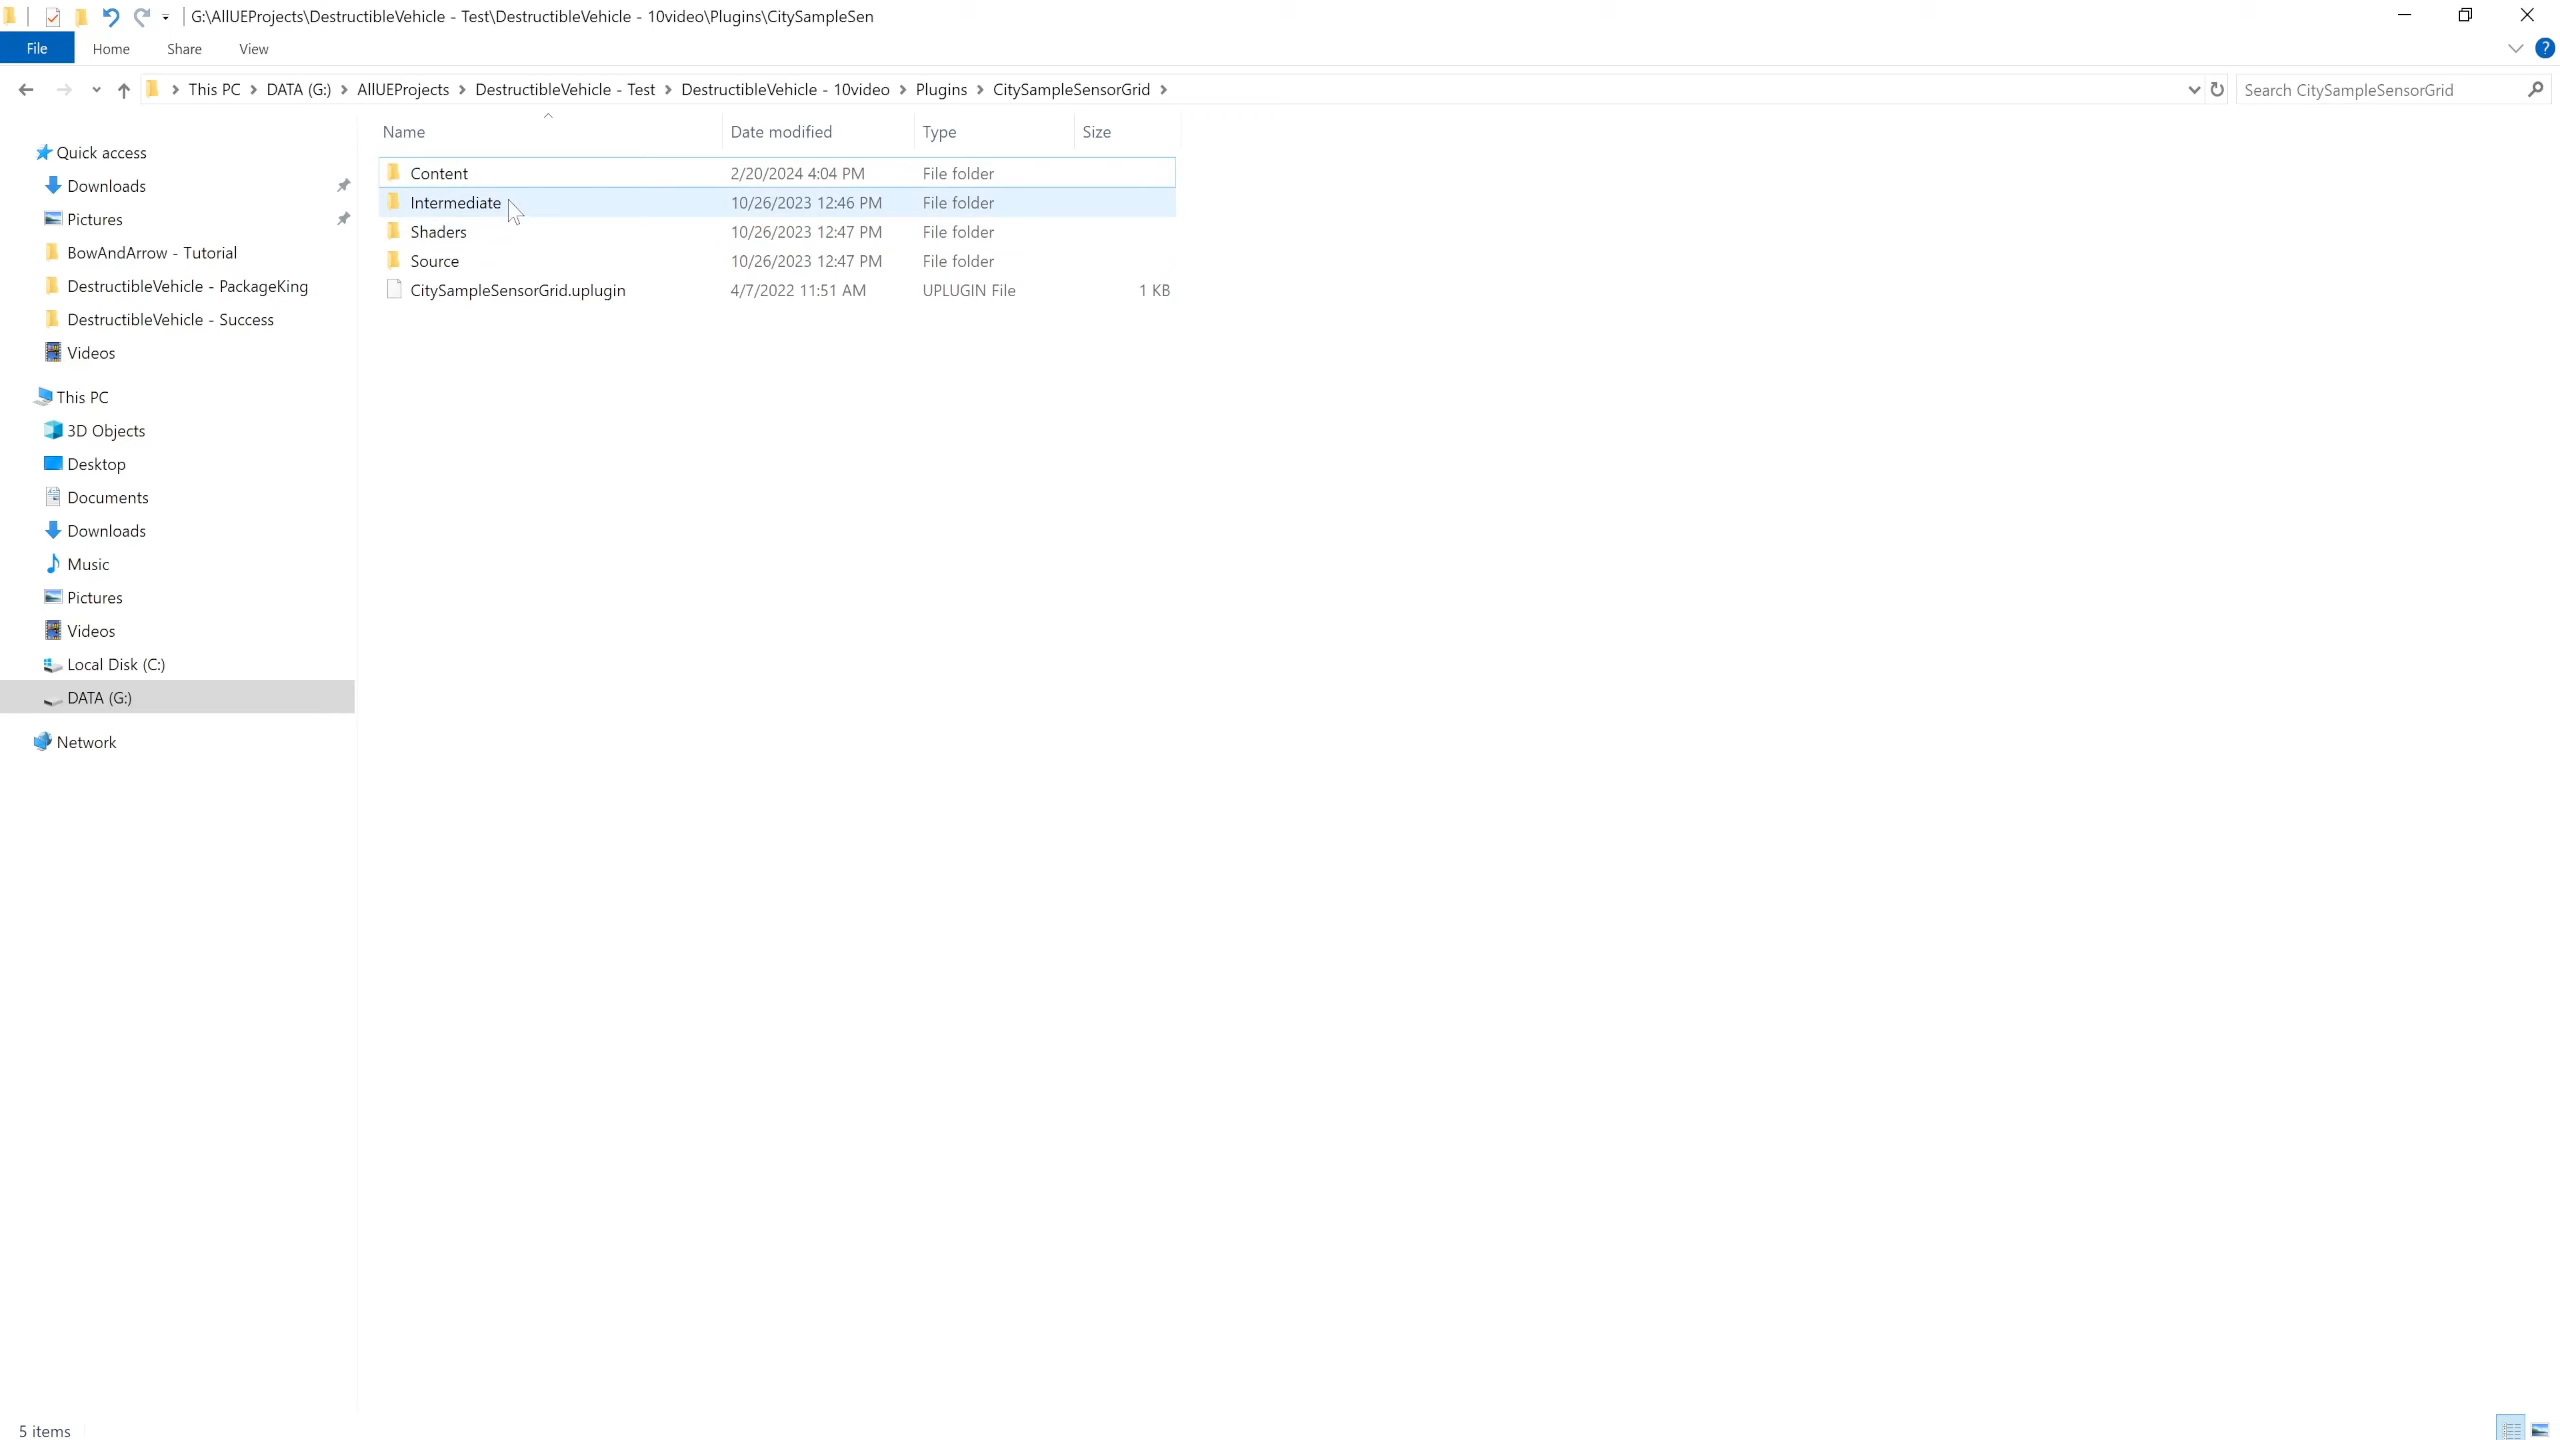 G:\AllUEProjects\DestructibleVehicle - Test\DestructibleVehicle - 10video\Plugins\CitySampleSen
File Home Share View ?
This PC > DATA (G:) > AllUEProjects > DestructibleVehicle - Test > DestructibleVehicle - 10video > Plugins > CitySampleSensorGrid >
Search CitySampleSensorGrid
Name Date modified Type Size
Quick access
Downloads
Pictures
BowAndArrow - Tutorial
DestructibleVehicle - PackageKing
DestructibleVehicle - Success
Videos
This PC
3D Objects
Desktop
Documents
Downloads
Music
Pictures
Videos
Local Disk (C:)
DATA (G:)
Network
Content 2/20/2024 4:04 PM File folder
Intermediate 10/26/2023 12:46 PM File folder
Shaders 10/26/2023 12:47 PM File folder
Source 10/26/2023 12:47 PM File folder
CitySampleSensorGrid.uplugin 4/7/2022 11:51 AM UPLUGIN File 1 KB
5 items